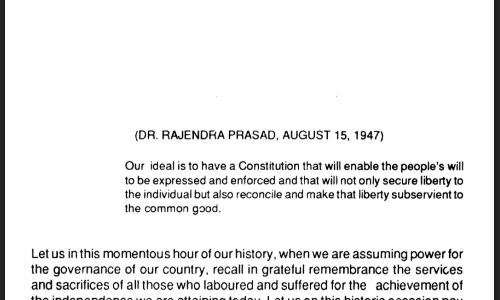 (DR. RAJENDRA PRASAD, AUGUST 15, 1947)
Our ideal is to have a Constitution that will enable the people's will
to be expressed and enforced and that will not only secure liberty to
the individual but also reconcile and make that liberty subservient to
the common good.
Let us in this momentous hour of our history, when we are assuming power for
the governance of our country, recall in grateful remembrance the services
and sacrifices of all those who laboured and suffered for the achievement of
the independence we are attaining today. Let us on this historic occasion pay